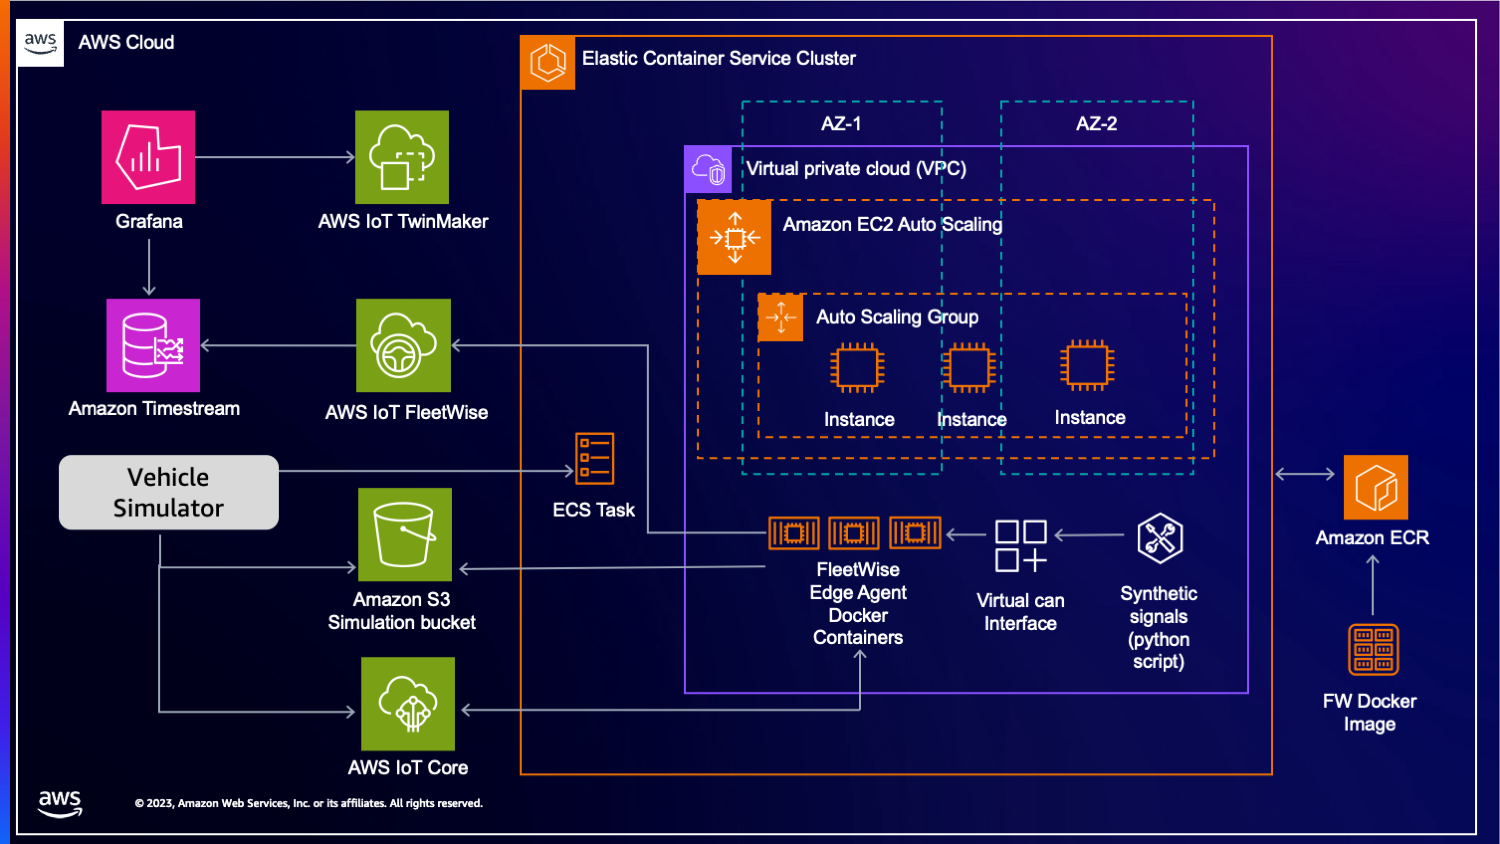 aws
AWS Cloud
Elastic Container Service Cluster
AZ-1
AZ-2
Virtual private cloud (VPC)
Amazon EC2 Auto Scaling
Auto Scaling Group
Instance
Instance
Instance
Grafana
AWS IoT TwinMaker
Amazon Timestream
AWS IoT FleetWise
Vehicle
Simulator
ECS Task
Amazon S3
Simulation bucket
AWS IoT Core
FleetWise
Edge Agent
Docker
Containers
Virtual can
Interface
Synthetic
signals
(python
script)
Amazon ECR
FW Docker
Image
aws
© 2023, Amazon Web Services, Inc. or its affiliates. All rights reserved.